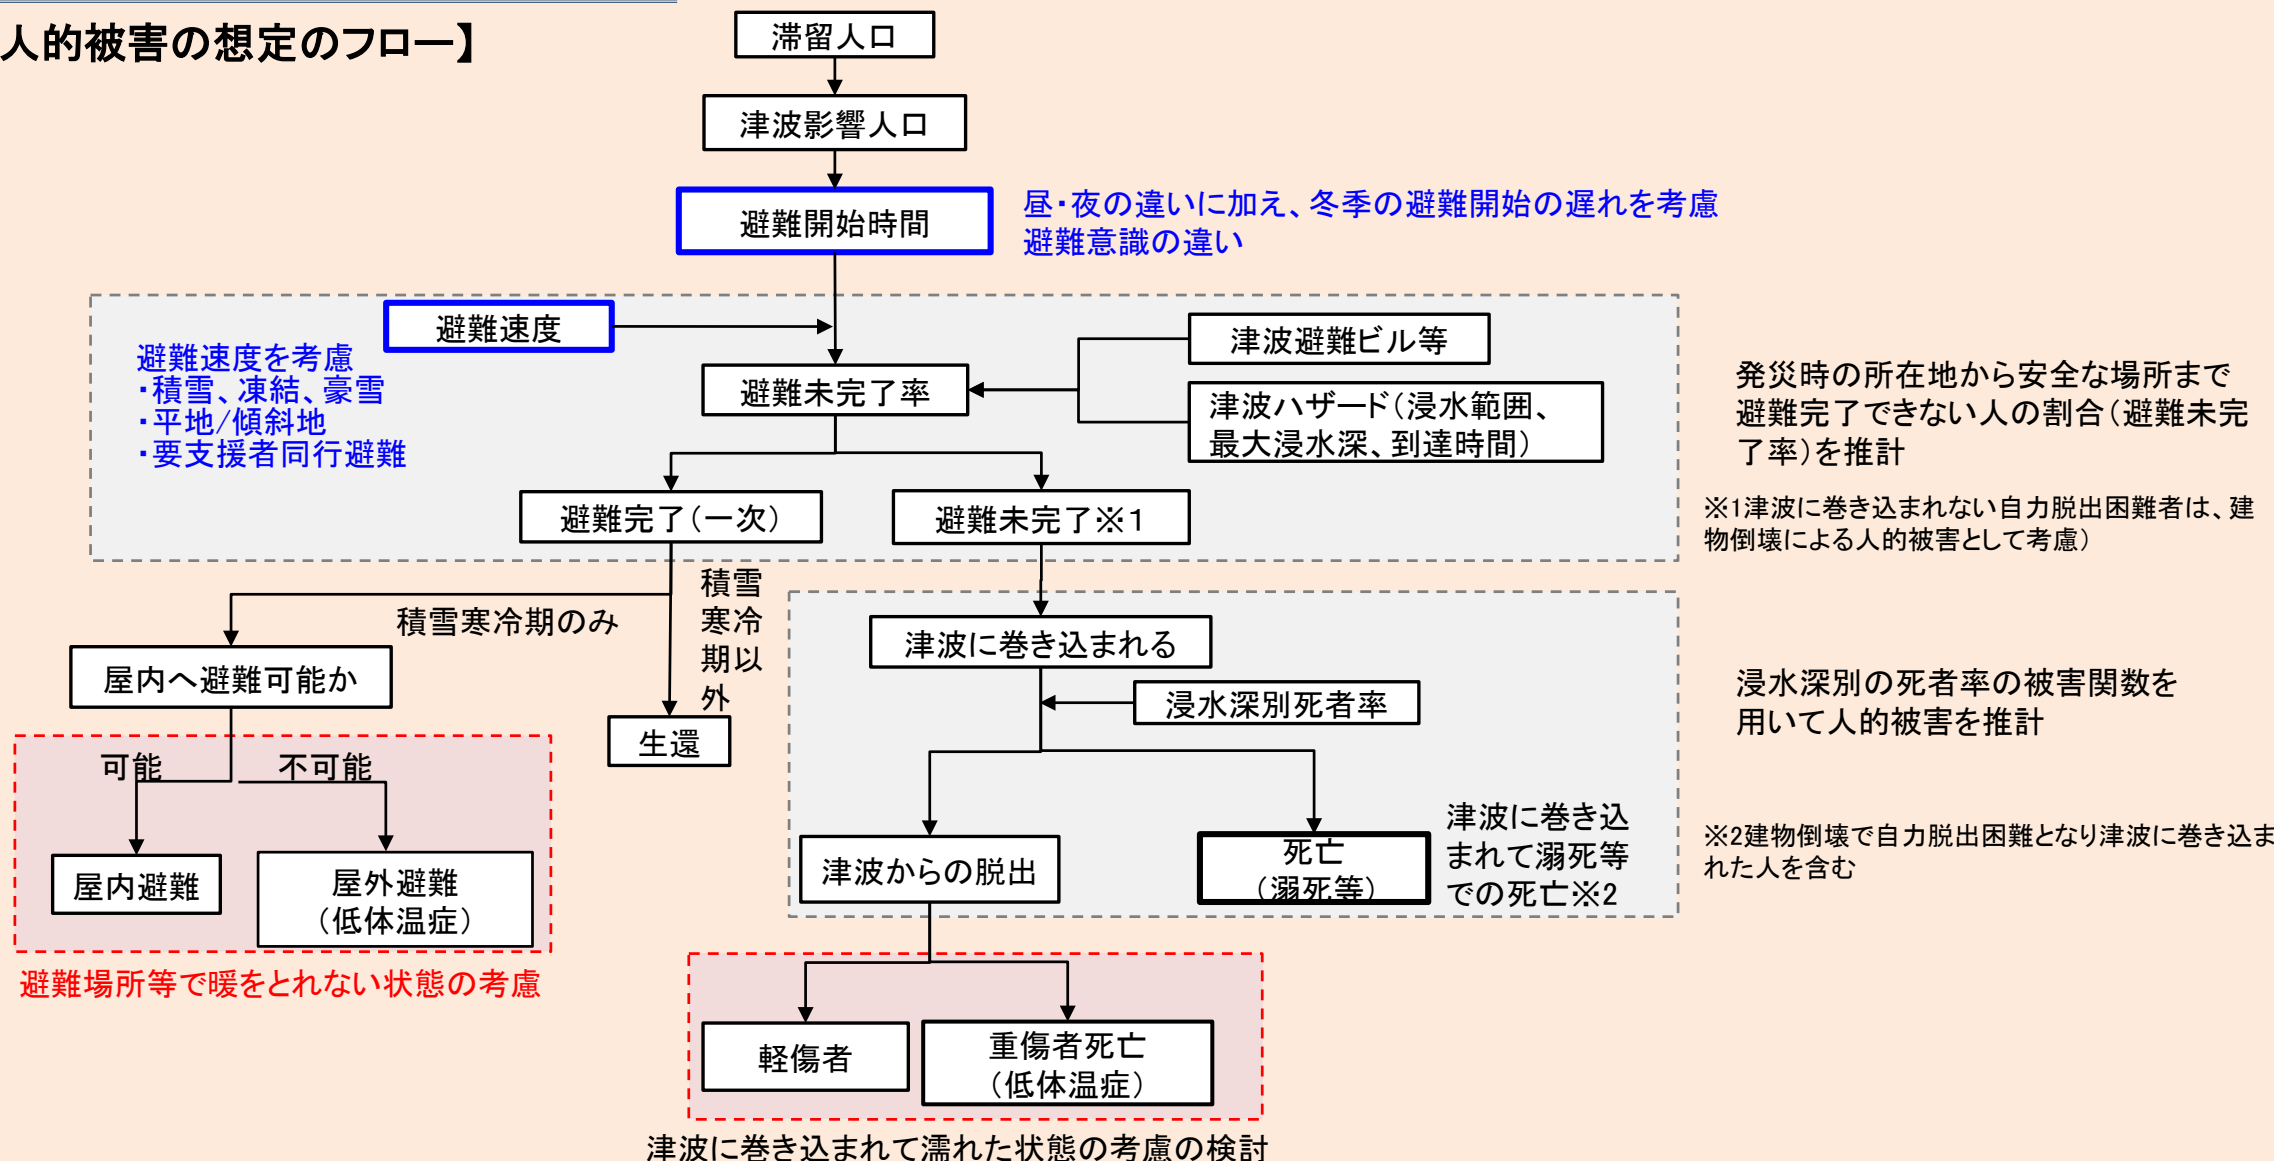 人的被害の想定のフロー】
滞留人口
津波影響人口
避難開始時間
昼・夜の違いに加え、冬季の避難開始の遅れを考慮
避難意識の違い
避難速度
避難速度を考慮
・積雪、凍結、豪雪
・平地/傾斜地
・要支援者同行避難
津波避難ビル等
避難未完了率
津波ハザード（浸水範囲、
最大浸水深、到達時間）
発災時の所在地から安全な場所まで
避難完了できない人の割合（避難未完
了率）を推計
避難完了（一次）
避難未完了※１
※1津波に巻き込まれない自力脱出困難者は、建
物倒壊による人的被害として考慮）
積雪寒冷期のみ
積雪
寒冷
期以
外
屋内へ避難可能か
生還
津波に巻き込まれる
浸水深別死者率
浸水深別の死者率の被害関数を
用いて人的被害を推計
可能
不可能
屋内避難
屋外避難
（低体温症）
避難場所等で暖をとれない状態の考慮
津波からの脱出
死亡
（溺死等）
津波に巻き込
まれて溺死等
での死亡※2
※2建物倒壊で自力脱出困難となり津波に巻き込ま
れた人を含む
軽傷者
重傷者死亡
（低体温症）
津波に巻き込まれて濡れた状態の考慮の検討